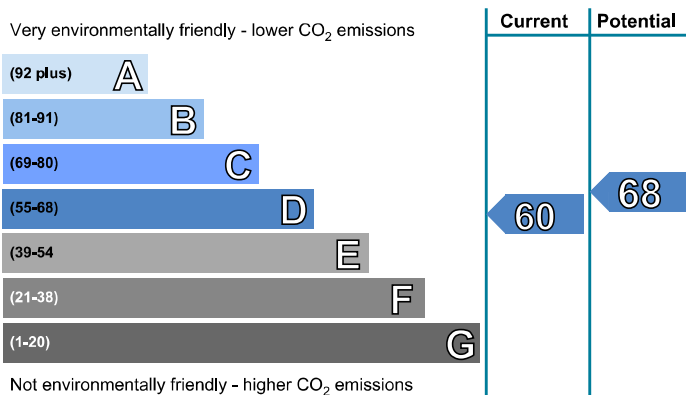 Very environmentally friendly - lower CO2 emissions
Current
Potential
(92 plus) A
(81-91) B
(69-80) C
(55-68) D
(39-54 E
(21-38) F
(1-20) G
60
68
Not environmentally friendly - higher CO2 emissions